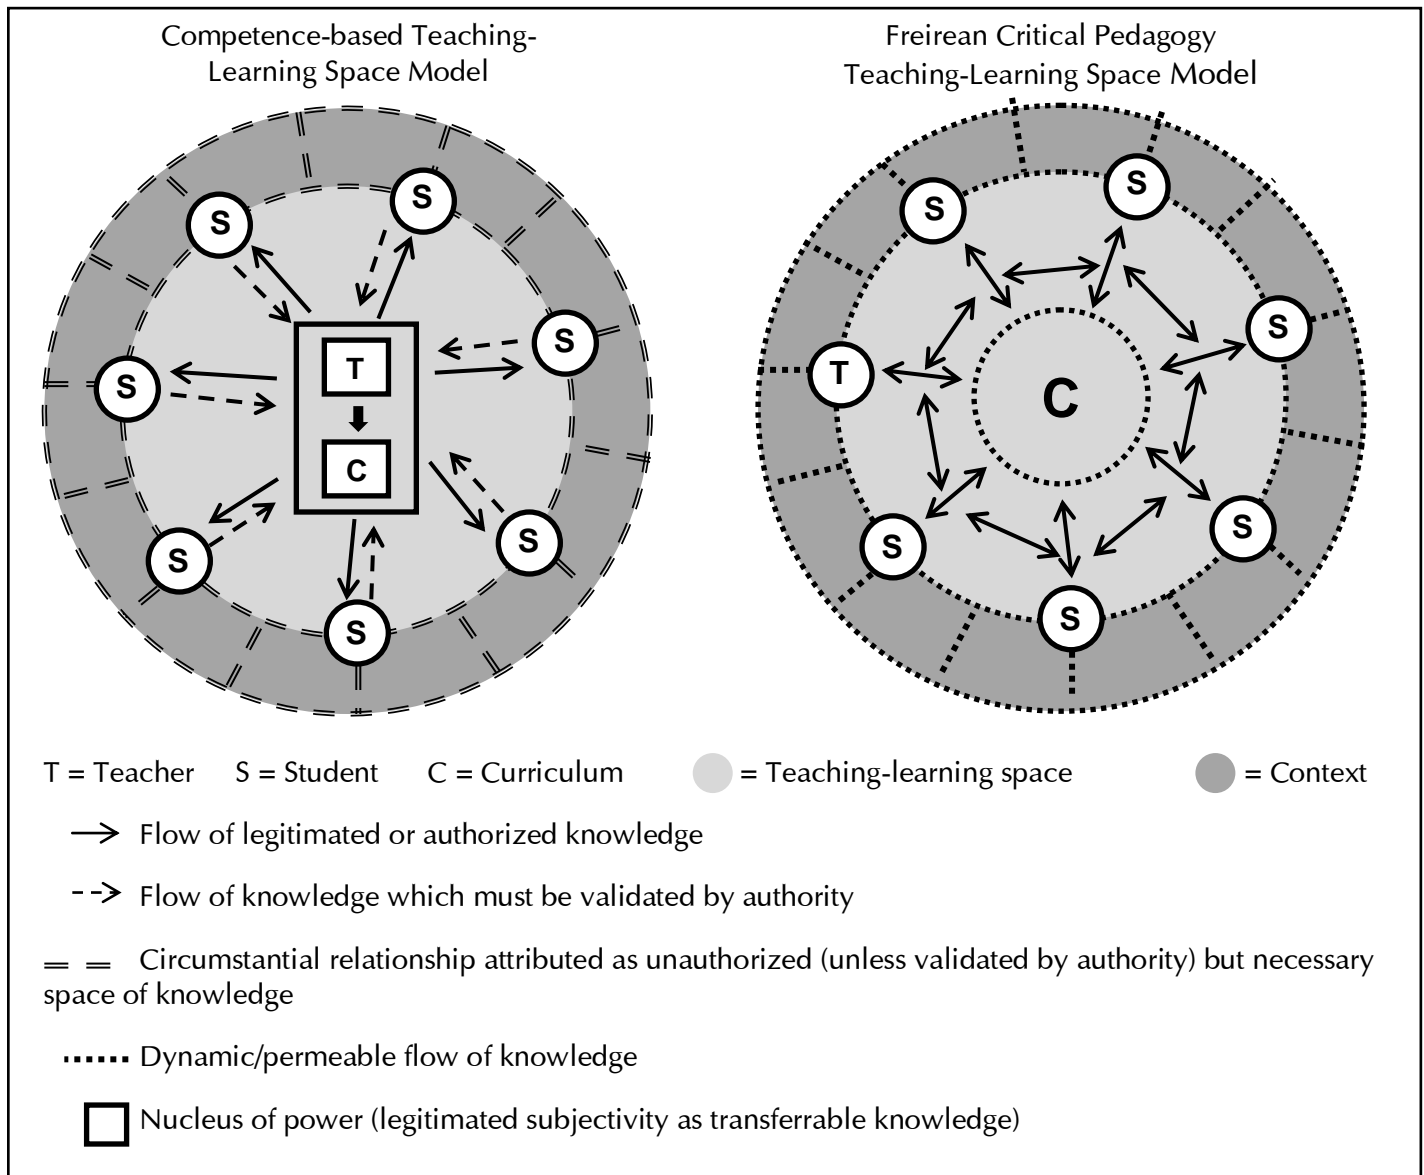 Competence-based Teaching-
Learning Space Model
Freirean Critical Pedagogy
Teaching-Learning Space Model
S
S
S
S
S
S
S
T
C
S
S
S
T
C
S
S
S
T = Teacher S = Student C = Curriculum = Teaching-learning space = Context
Flow of legitimated or authorized knowledge
Flow of knowledge which must be validated by authority
Circumstantial relationship attributed as unauthorized (unless validated by authority) but necessary
space of knowledge
Dynamic/permeable flow of knowledge
Nucleus of power (legitimated subjectivity as transferrable knowledge)